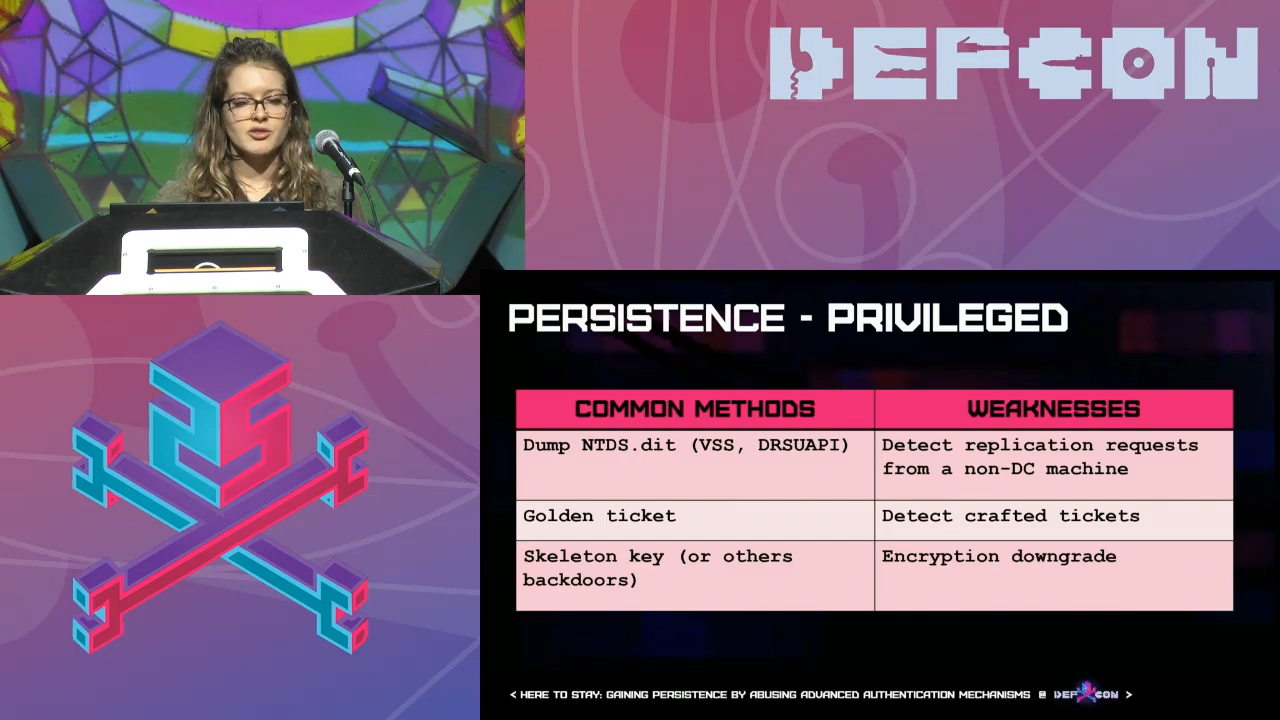 DEFCON
PERSISTENCE - PRIVILEGED
COMMON METHODS
WEAKNESSES
Dump NTDS.dit (VSS, DRSUAPI)
Detect replication requests
from a non-DC machine
Golden ticket
Detect crafted tickets
Skeleton key (or others
backdoors)
Encryption downgrade
< HERE TO STAY: GAINING PERSISTENCE BY ABUSING ADVANCED AUTHENTICATION MECHANISMS @ DEF CON >